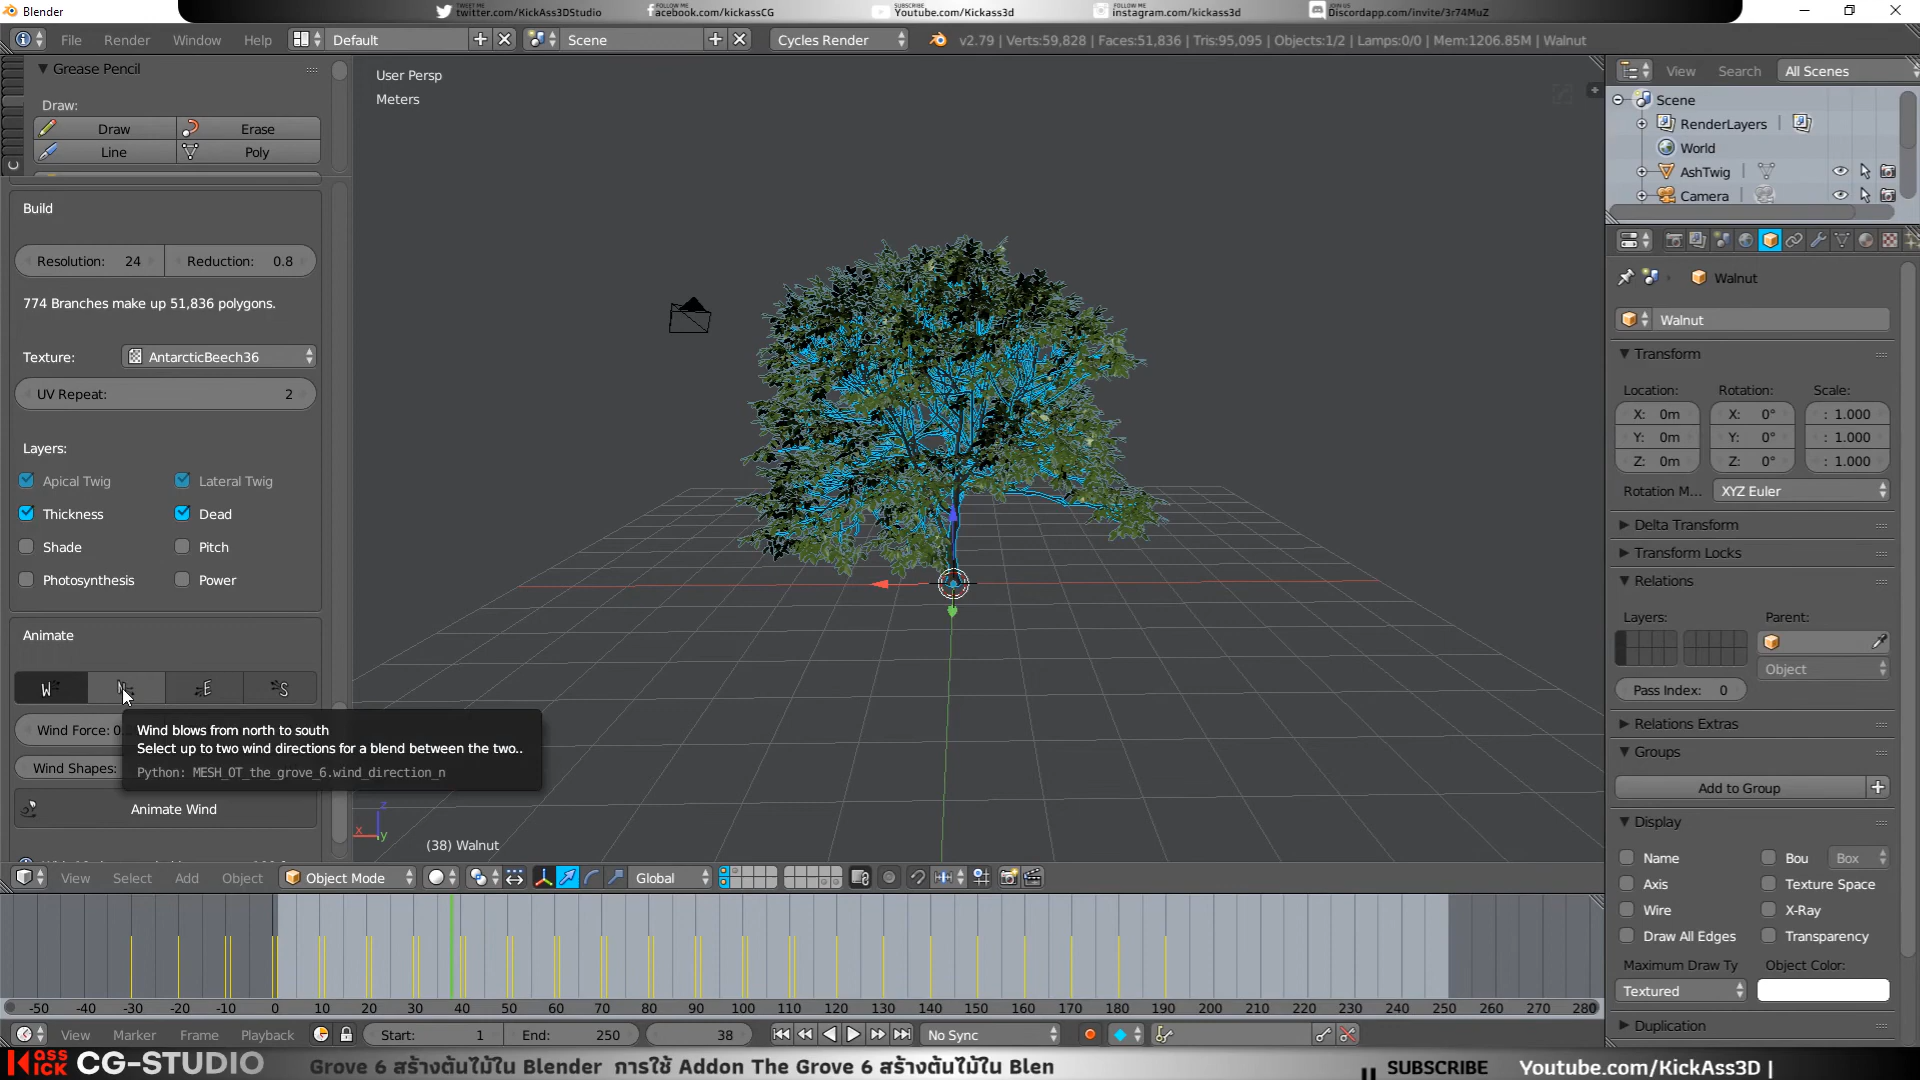 Blender
TWEET ME
twitter.com/KickAss3DStudio
FOLLOW ME
facebook.com/kickassCG
SUBSCRIBE
Youtube.com/Kickass3d
FOLLOW ME
instagram.com/kickass3d
JOIN US
Discordapp.com/invite/3r74MuZ
File Render Window Help Default Scene Cycles Render v2.79 | Verts:59,828 | Faces:51,836 | Tris:95,095 | Objects:1/2 | Lamps:0/0 | Mem:1206.85M | Walnut
Grease Pencil
Draw:
Draw Erase
Line Poly
Build
Resolution: 24 Reduction: 0.8
774 Branches make up 51,836 polygons.
Texture: AntarcticBeech36
UV Repeat: 2
Layers:
Apical Twig Lateral Twig
Thickness Dead
Shade Pitch
Photosynthesis Power
Animate
W N E S
Wind Force: 0.
Wind Shapes:
Wind blows from north to south
Select up to two wind directions for a blend between the two..
Python: MESH_OT_the_grove_6.wind_direction_n
Animate Wind
User Persp
Meters
x z y
(38) Walnut
View Search All Scenes
Scene
RenderLayers
World
AshTwig
Camera
Walnut
Walnut
Transform
Location: Rotation: Scale:
X: 0m X: 0° : 1.000
Y: 0m Y: 0° : 1.000
Z: 0m Z: 0° : 1.000
Rotation M... XYZ Euler
Delta Transform
Transform Locks
Relations
Layers: Parent:
Object
Pass Index: 0
Relations Extras
Groups
Add to Group
Display
Name Bou Box
Axis Texture Space
Wire X-Ray
Draw All Edges Transparency
Maximum Draw Ty Object Color:
Textured
Duplication
View Select Add Object Object Mode Global
-50 -40 -30 -20 -10 0 10 20 30 40 50 60 70 80 90 100 110 120 130 140 150 160 170 180 190 200 210 220 230 240 250 260 270 280
View Marker Frame Playback Start: 1 End: 250 38 No Sync
KICK ASS CG-STUDIO Grove 6 สร้างต้นไม้ใน Blender การใช้ Addon The Grove 6 สร้างต้นไม้ใน Blen SUBSCRIBE Youtube.com/KickAss3D |